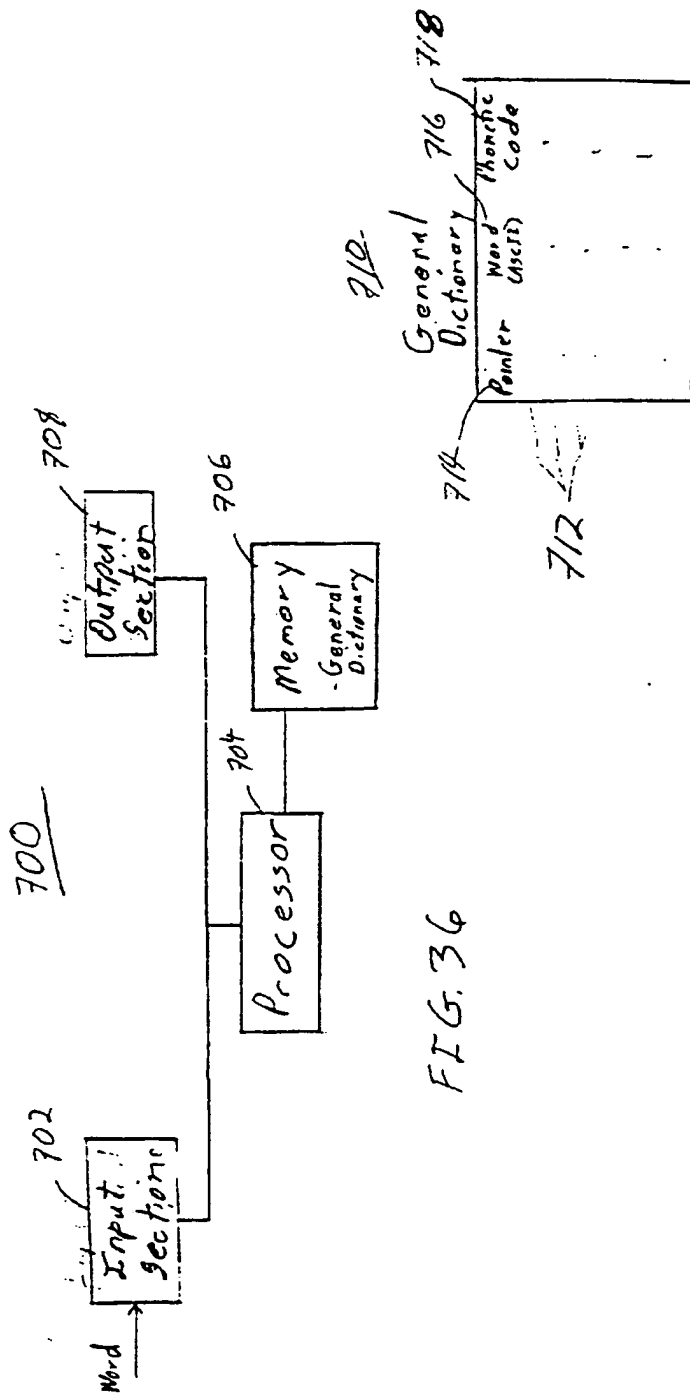 700
702
Word
Input
Sections
708
Output
Section
704
Processor
706
Memory
-General
Dictionary
FIG. 36
710
General
Dictionary
714
716
718
Pointer
Word
(ASCII)
Phonetic
Code
712